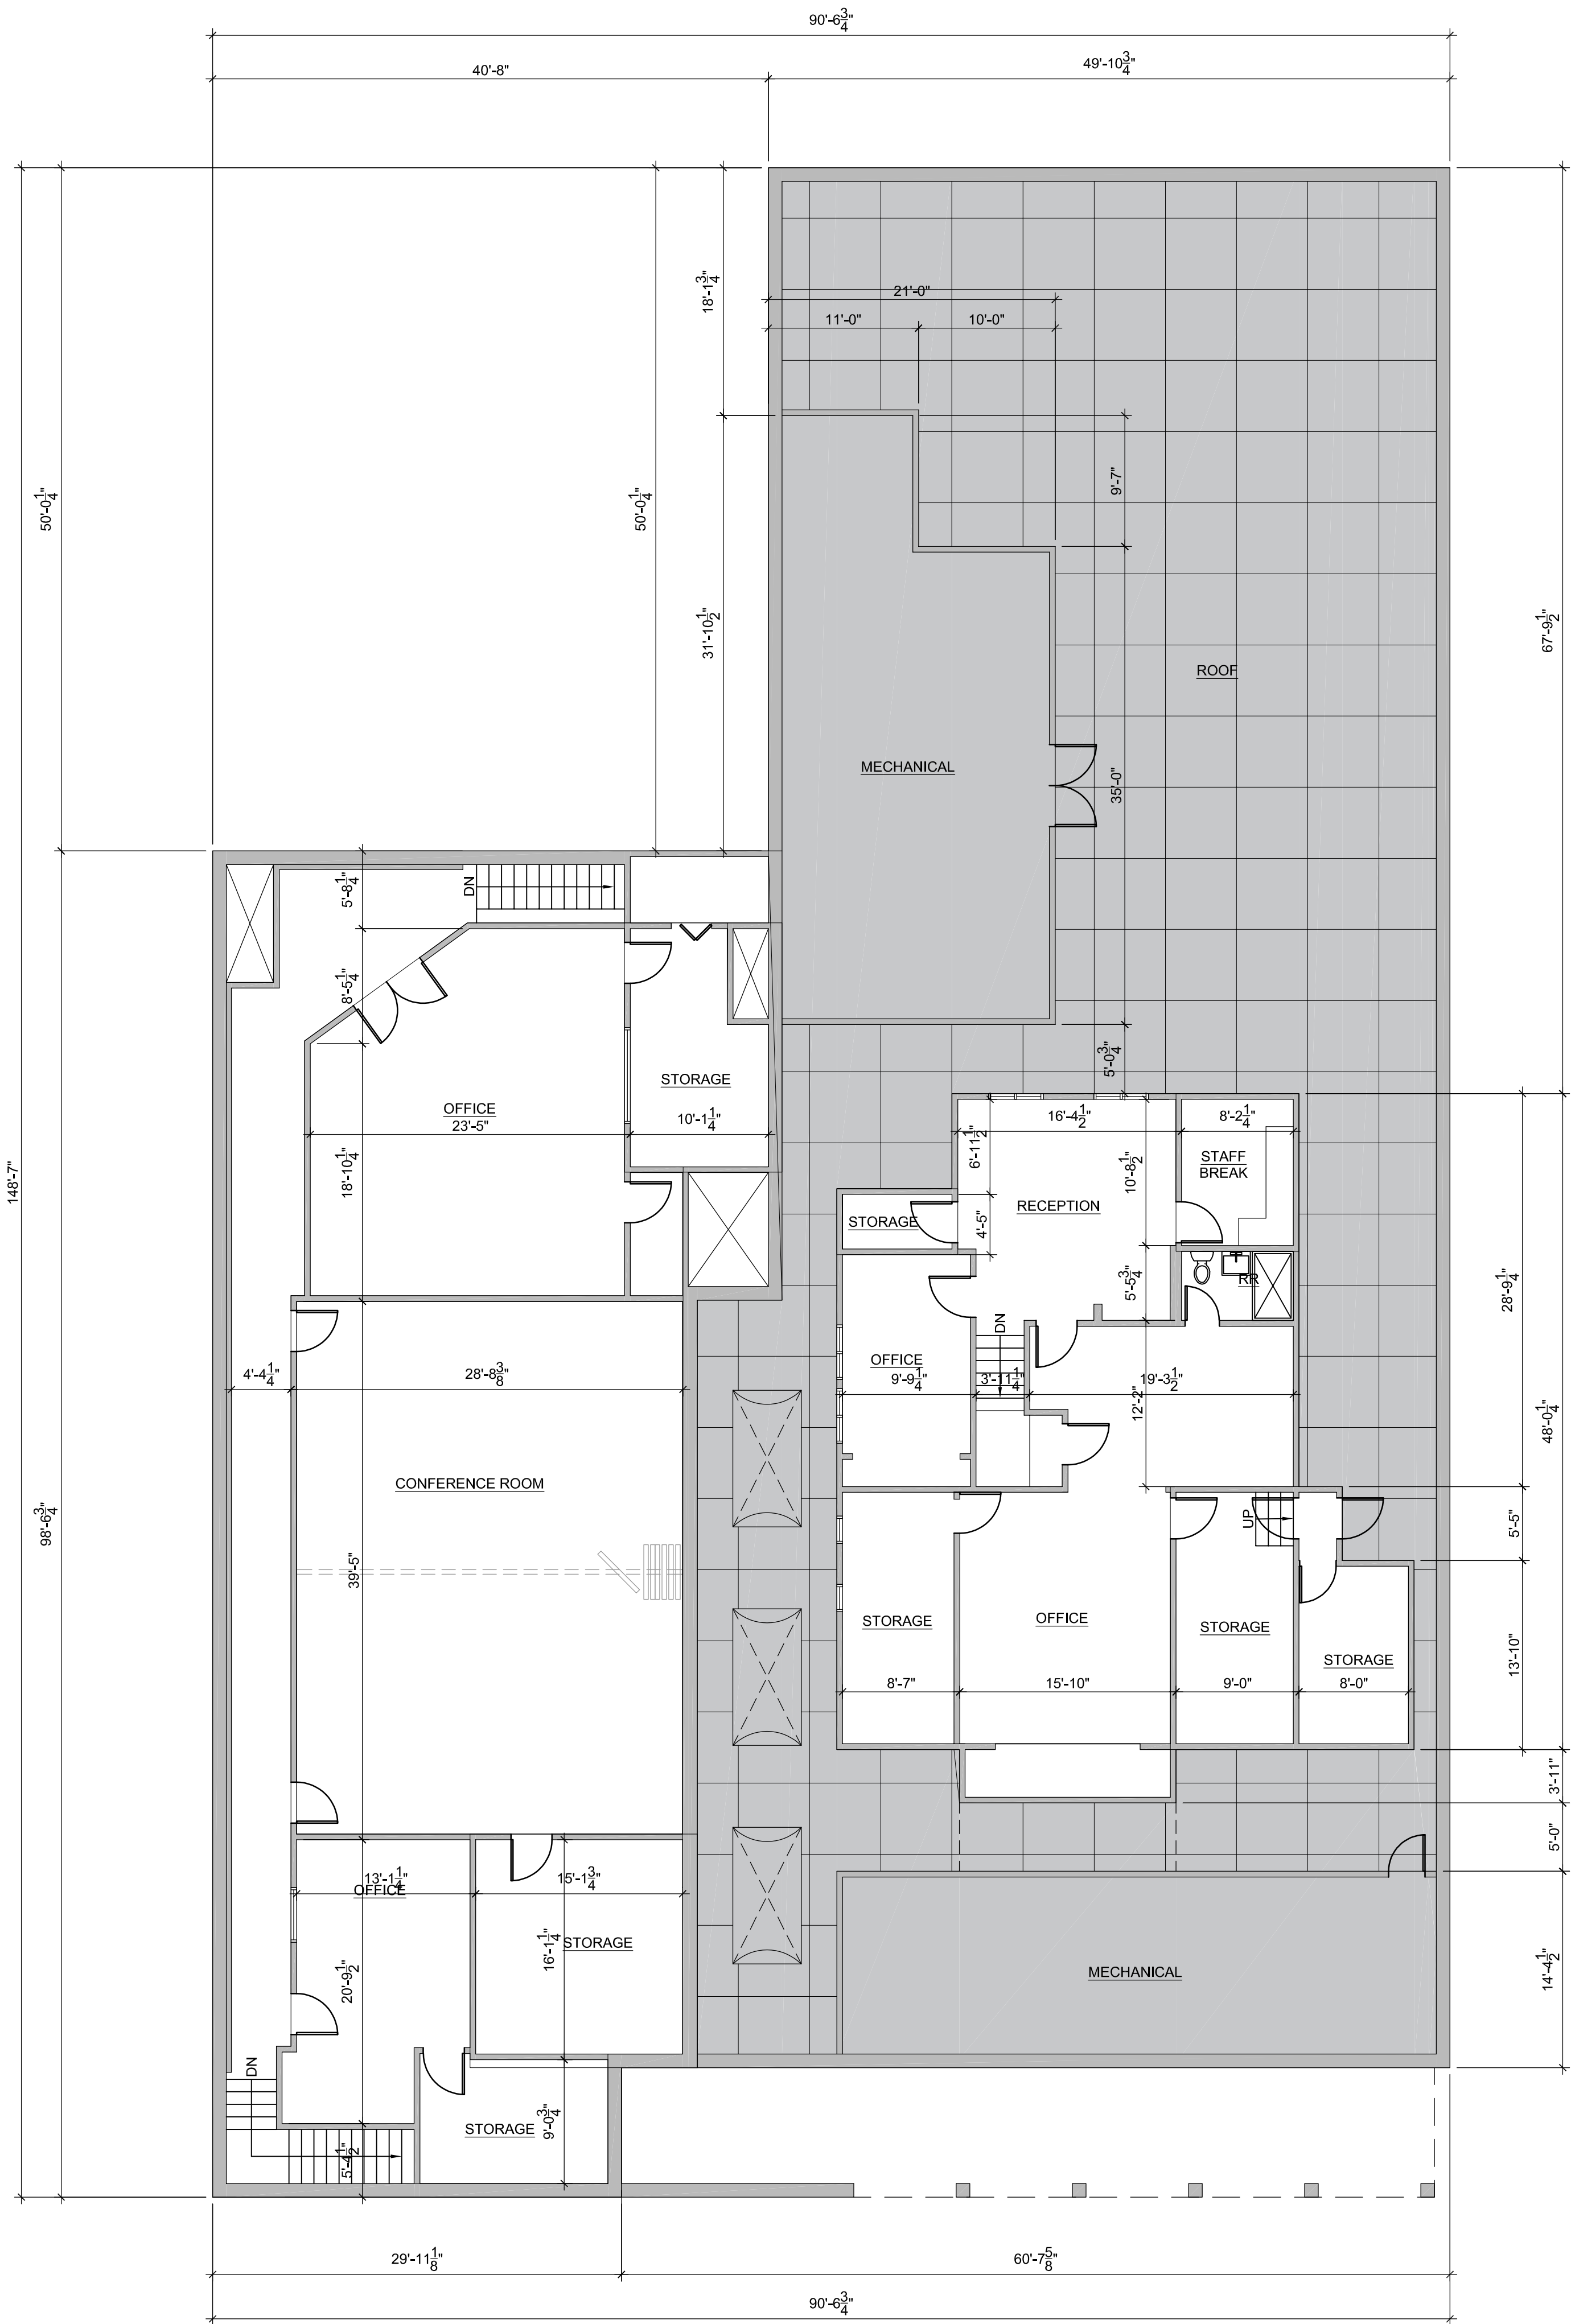 90'-6 3/4"
40'-8"
49'-10 3/4"
18'-1 3/4"
21'-0"
11'-0"
10'-0"
50'-0 1/4"
50'-0 1/4"
9'-7"
31'-10 1/2"
67'-9 1/2"
ROOF
MECHANICAL
35'-0"
DN
5'-8 1/4"
8'-5 1/4"
5'-0 3/4"
STORAGE
10'-1 1/4"
OFFICE
23'-5"
18'-10 1/4"
148'-7"
6'-11 1/2"
16'-4 1/2"
8'-2 1/4"
10'-8 1/2"
STAFF
BREAK
RECEPTION
STORAGE
4'-5"
5'-5 3/4"
RR
28'-9 1/4"
DN
OFFICE
9'-9 1/4"
3'-11 1/4"
19'-3 1/2"
12'-2"
4'-4 1/4"
28'-8 3/8"
48'-0 1/4"
CONFERENCE ROOM
98'-6 3/4"
39'-5"
UP
5'-5"
STORAGE
OFFICE
STORAGE
STORAGE
13'-10"
8'-7"
15'-10"
9'-0"
8'-0"
3'-11"
5'-0"
13'-1 1/4"
OFFICE
15'-1 3/4"
16'-1 1/4"
STORAGE
20'-9 1/2"
MECHANICAL
14'-4 1/2"
DN
STORAGE
9'-0 3/4"
5'-4 1/2"
29'-11 1/8"
60'-7 5/8"
90'-6 3/4"